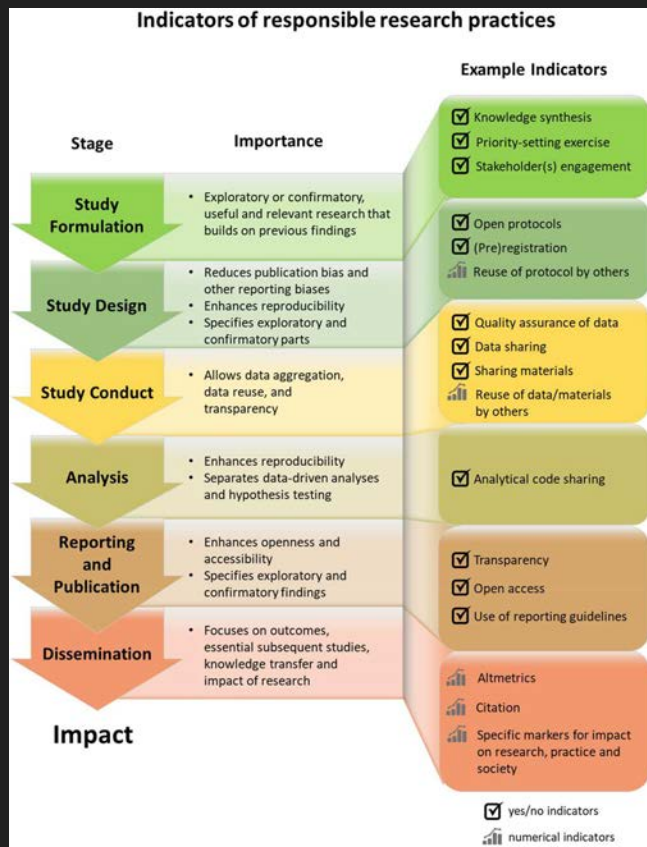 Indicators of responsible research practices
Stage
Importance
Example Indicators
Study
Formulation
• Exploratory or confirmatory,
useful and relevant research that
builds on previous findings
Knowledge synthesis
Priority-setting exercise
Stakeholder(s) engagement
Study Design
• Reduces publication bias and
other reporting biases
• Enhances reproducibility
• Specifies exploratory and
confirmatory parts
Open protocols
(Pre)registration
Reuse of protocol by others
Study Conduct
• Allows data aggregation,
data reuse, and
transparency
Quality assurance of data
Data sharing
Sharing materials
Reuse of data/materials
by others
Analysis
• Enhances reproducibility
• Separates data-driven analyses
and hypothesis testing
Analytical code sharing
Reporting
and
Publication
• Enhances openness and
accessibility
• Specifies exploratory and
confirmatory findings
Transparency
Open access
Use of reporting guidelines
Dissemination
• Focuses on outcomes,
essential subsequent studies,
knowledge transfer and
impact of research
Altmetrics
Citation
Specific markers for impact
on research, practice and
society
Impact
yes/no indicators
numerical indicators